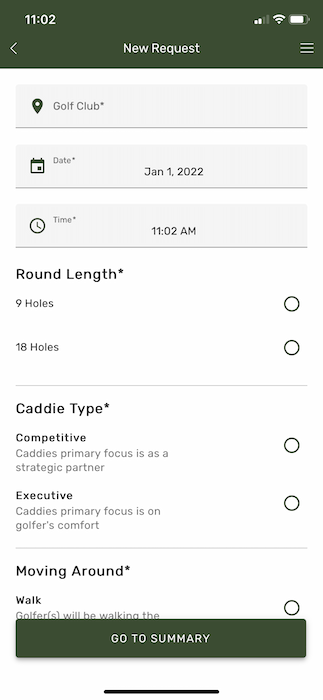 11:02
New Request
Golf Club*
Date*
Jan 1, 2022
Time*
11:02 AM
Round Length*
9 Holes
18 Holes
Caddie Type*
Competitive
Caddies primary focus is as a
strategic partner
Executive
Caddies primary focus is on
golfer's comfort
Moving Around*
Walk
Golfer(s) will be walking the
GO TO SUMMARY